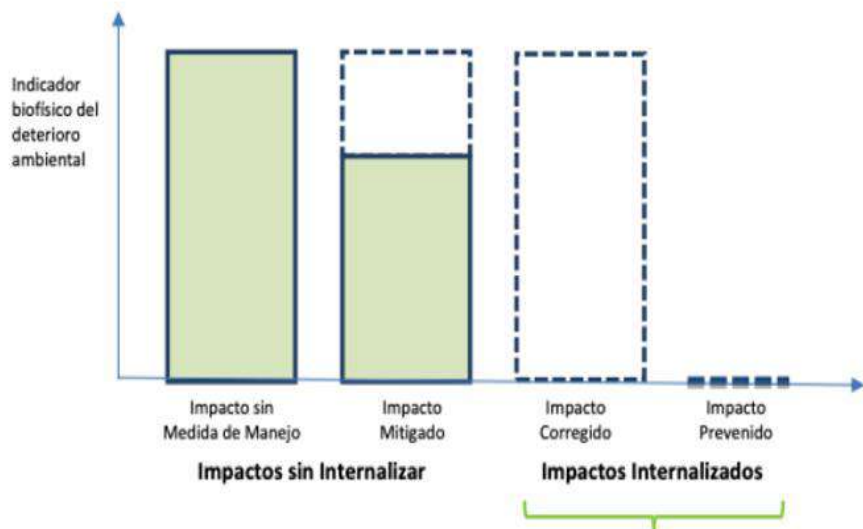 Indicador
biofísico del
deterioro
ambiental
Impacto sin
Medida de Manejo
Impacto
Mitigado
Impacto
Corregido
Impacto
Prevenido
Impactos sin Internalizar
Impactos Internalizados